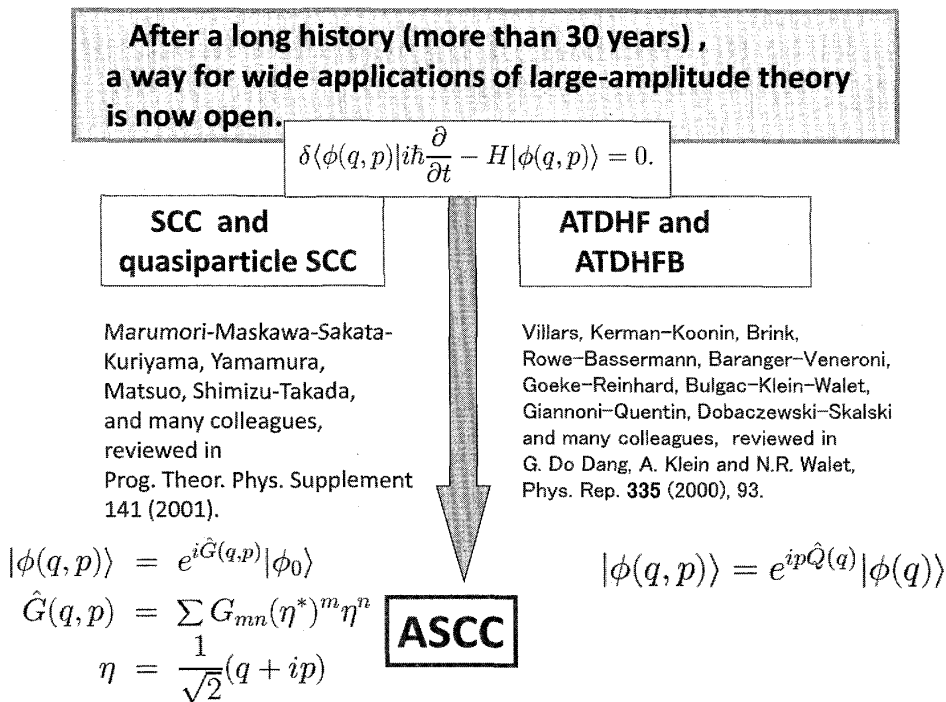 After a long history (more than 30 years) ,
a way for wide applications of large-amplitude theory
is now open.
δ⟨ϕ(q, p)|iℏ ∂/∂t − H|ϕ(q, p)⟩ = 0.
SCC and
quasiparticle SCC
Marumori-Maskawa-Sakata-
Kuriyama, Yamamura,
Matsuo, Shimizu-Takada,
and many colleagues,
reviewed in
Prog. Theor. Phys. Supplement
141 (2001).
|ϕ(q, p)⟩ = e^{iĜ(q,p)}|ϕ₀⟩
Ĝ(q, p) = ∑ G_{mn}(η*)^m η^n
η = 1/√2 (q + ip)
ATDHF and
ATDHFB
Villars, Kerman-Koonin, Brink,
Rowe-Bassermann, Baranger-Veneroni,
Goeke-Reinhard, Bulgac-Klein-Walet,
Giannoni-Quentin, Dobaczewski-Skalski
and many colleagues, reviewed in
G. Do Dang, A. Klein and N.R. Walet,
Phys. Rep. 335 (2000), 93.
|ϕ(q, p)⟩ = e^{ipQ̂(q)}|ϕ(q)⟩
ASCC